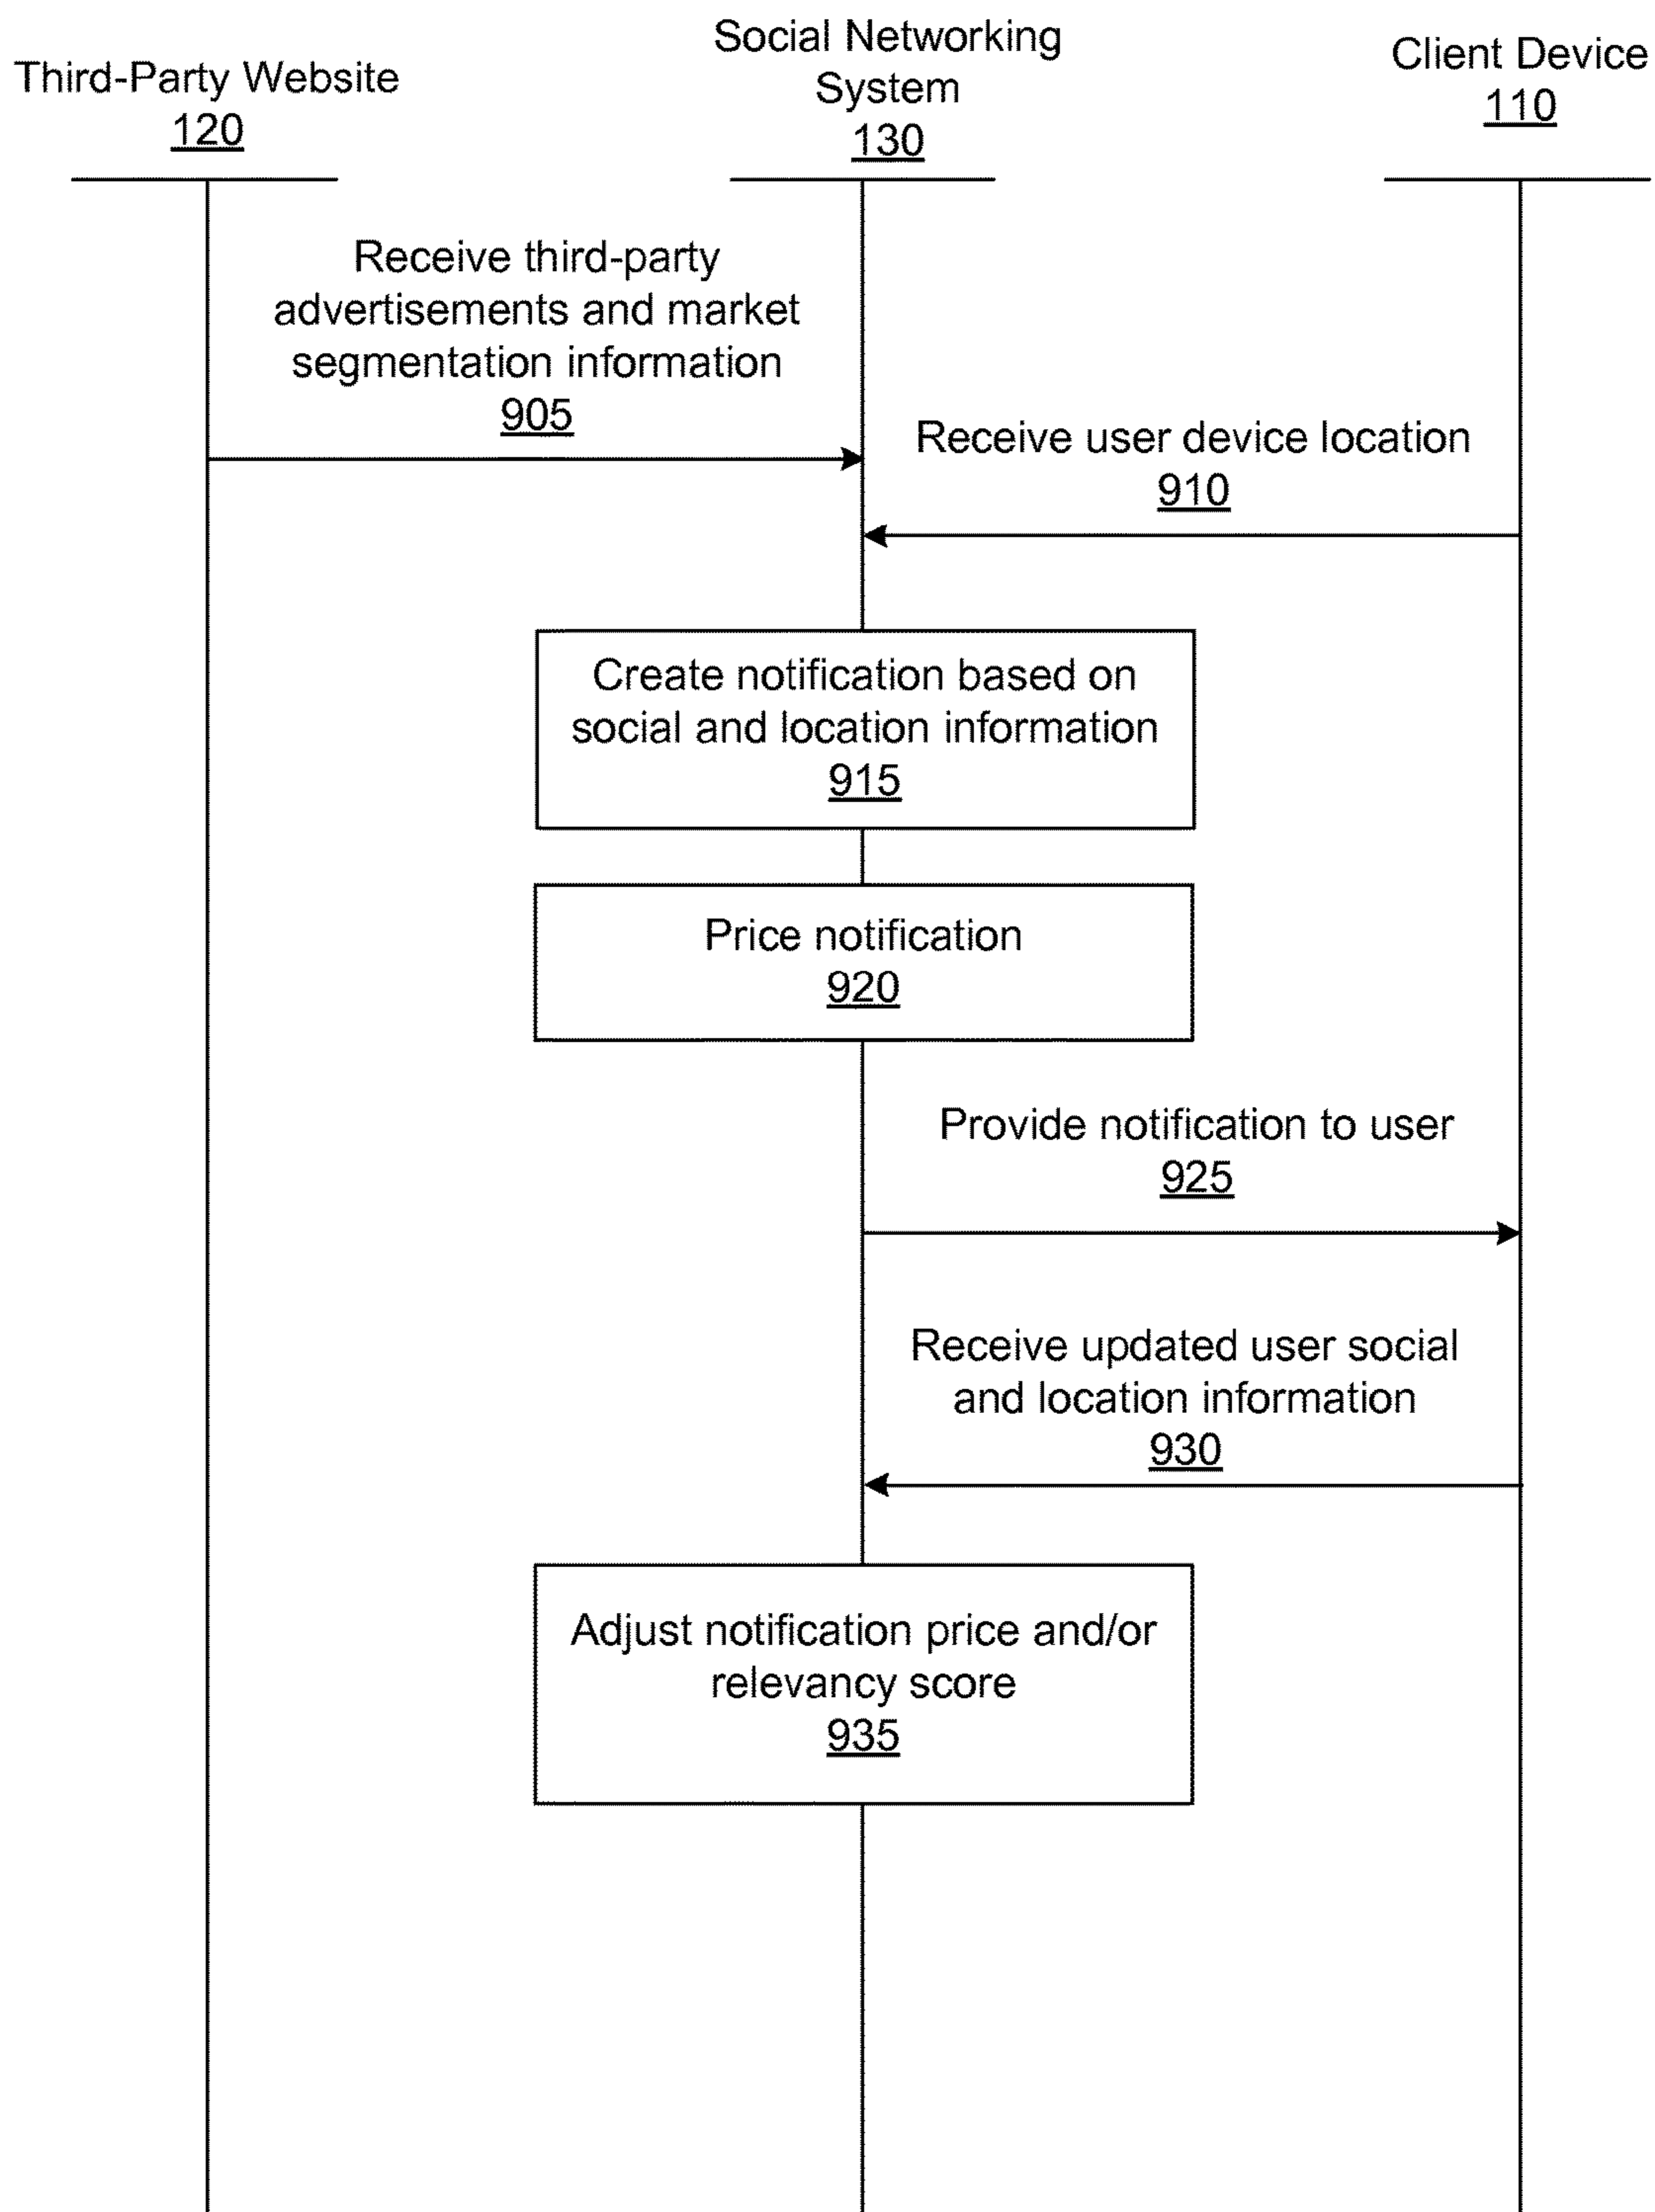 Third-Party Website
120
Social Networking
System
130
Client Device
110
Receive third-party
advertisements and market
segmentation information
905
Receive user device location
910
Create notification based on
social and location information
915
Price notification
920
Provide notification to user
925
Receive updated user social
and location information
930
Adjust notification price and/or
relevancy score
935